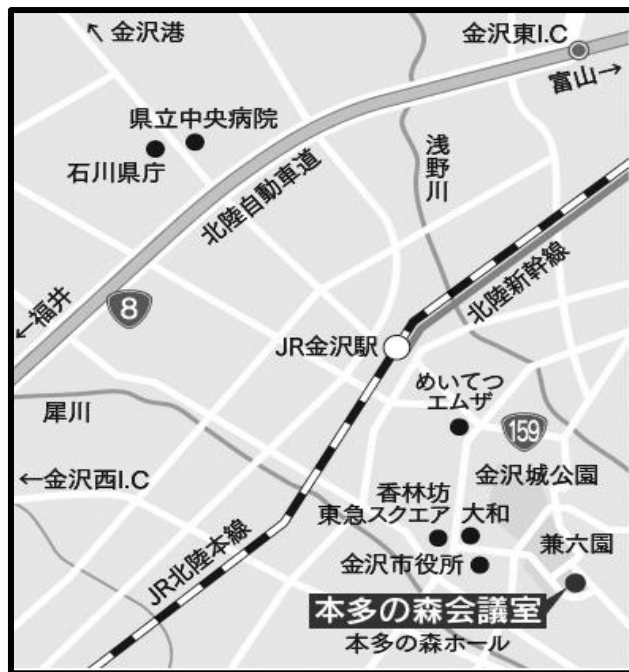 ↖金沢港
金沢東I.C
富山→
県立中央病院
石川県庁
浅野川
北陸自動車道
北陸新幹線
←福井
8
JR金沢駅
めいてつ
エムザ
159
犀川
←金沢西I.C
金沢城公園
香林坊
東急スクエア
大和
兼六園
金沢市役所
JR北陸本線
本多の森会議室
本多の森ホール